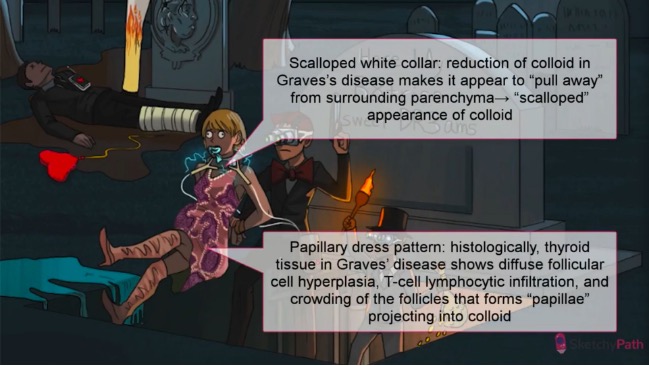 Scalloped white collar: reduction of colloid in
Graves's disease makes it appear to “pull away”
from surrounding parenchyma→ “scalloped”
appearance of colloid
Papillary dress pattern: histologically, thyroid
tissue in Graves’ disease shows diffuse follicular
cell hyperplasia, T-cell lymphocytic infiltration, and
crowding of the follicles that forms “papillae”
projecting into colloid
SketchyPath